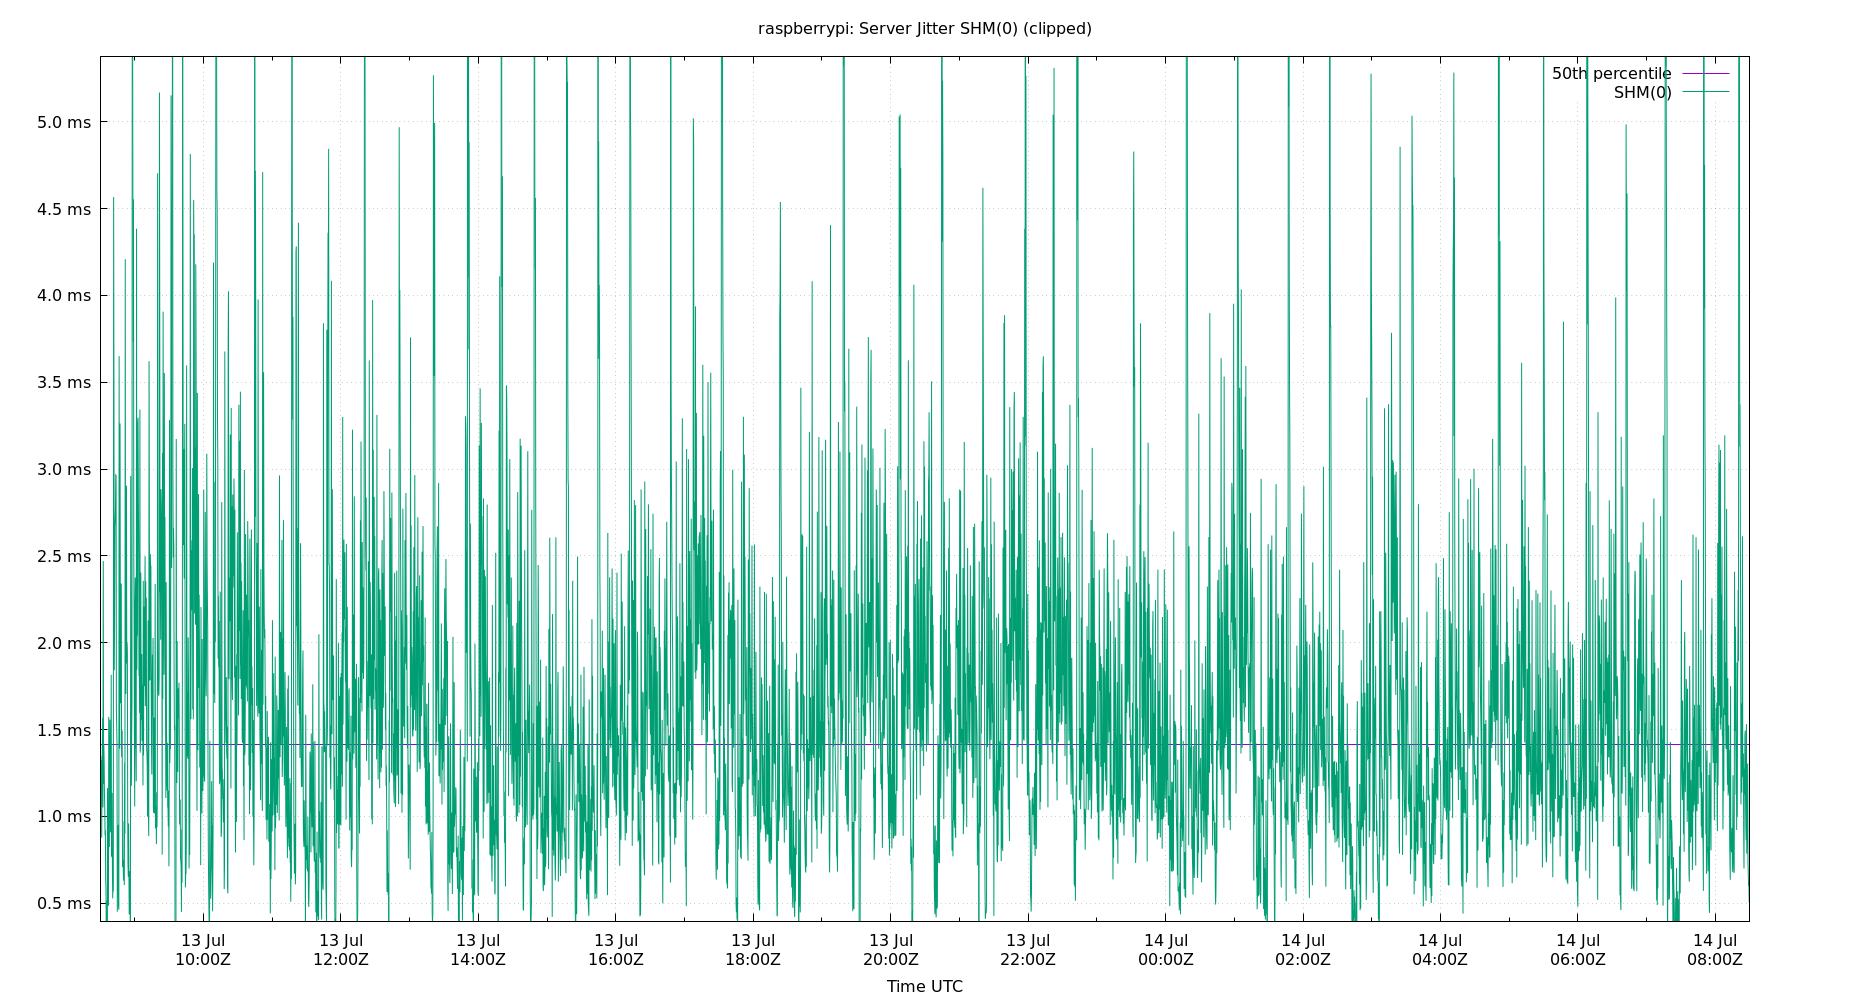 raspberrypi: Server Jitter SHM(0) (clipped)
50th percentile
SHM(0)
5.0 ms
4.5 ms
4.0 ms
3.5 ms
3.0 ms
2.5 ms
2.0 ms
1.5 ms
1.0 ms
0.5 ms
13 Jul 13 Jul 13 Jul 13 Jul 13 Jul 13 Jul 13 Jul 14 Jul 14 Jul 14 Jul 14 Jul 14 Jul
10:00Z 12:00Z 14:00Z 16:00Z 18:00Z 20:00Z 22:00Z 00:00Z 02:00Z 04:00Z 06:00Z 08:00Z
Time UTC